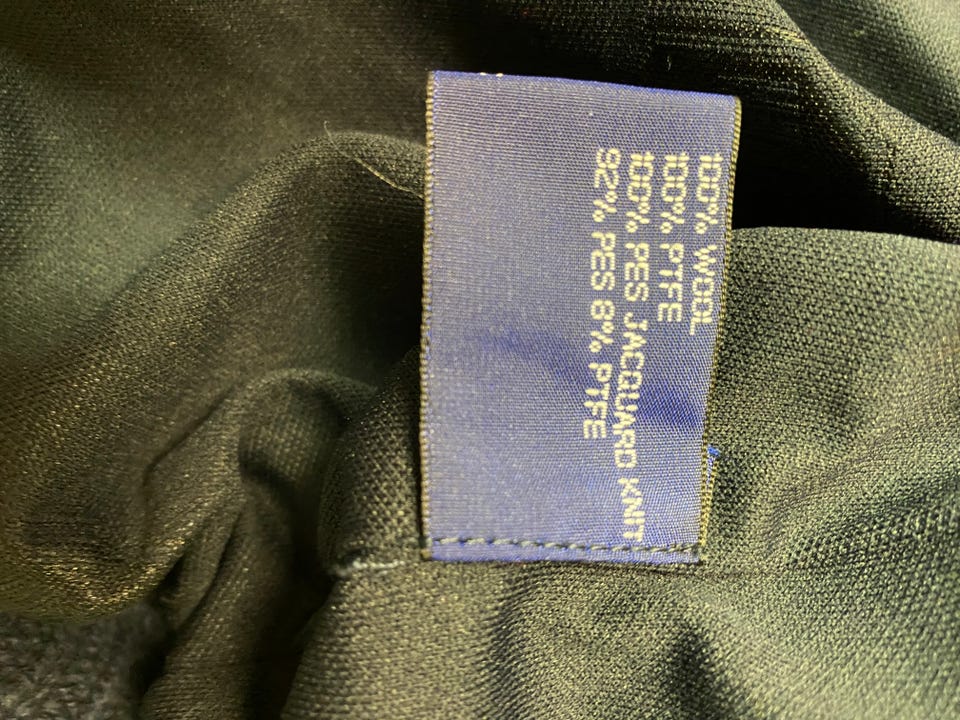 100% WOOL
100% PTFE
100% PES JACQUARD KNIT
92% PES 8% PTFE